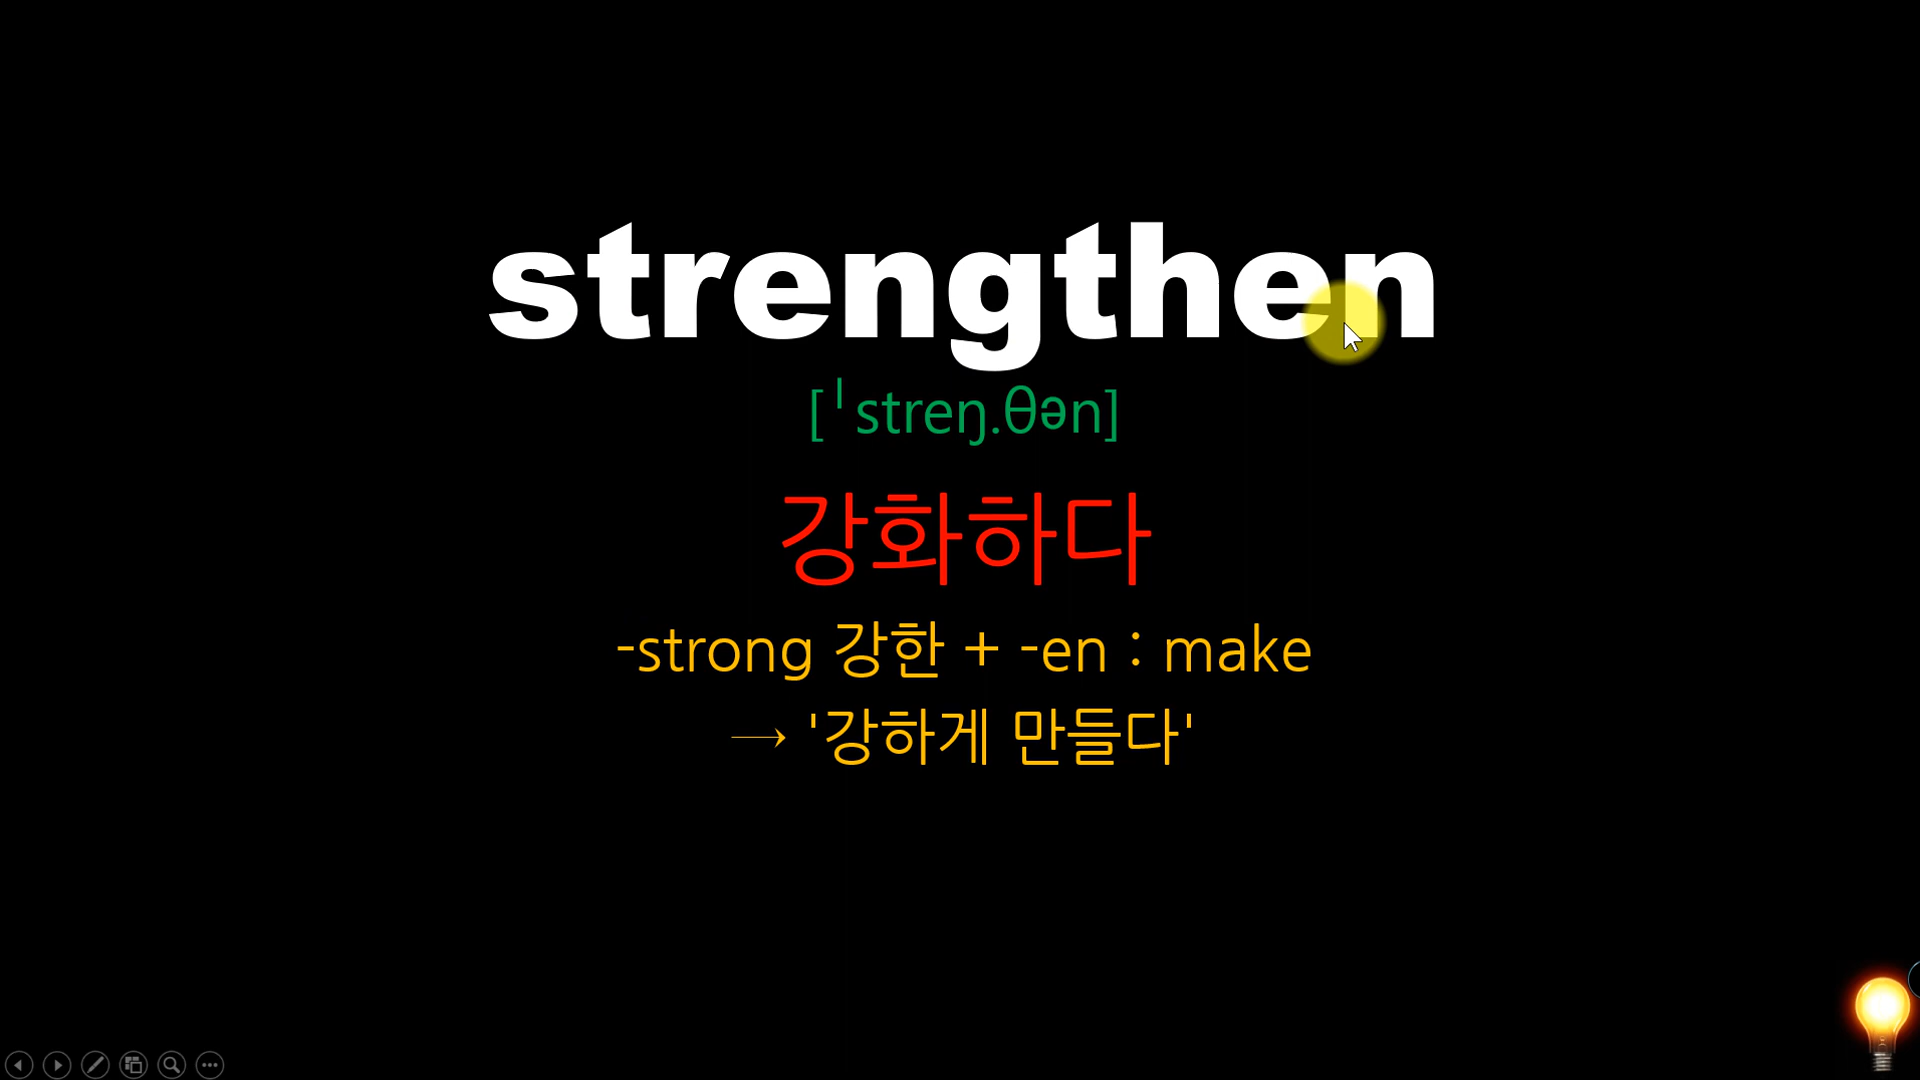 strengthen
[ˈstreŋ.θən]
강화하다
-strong 강한 + -en : make
→ '강하게 만들다'